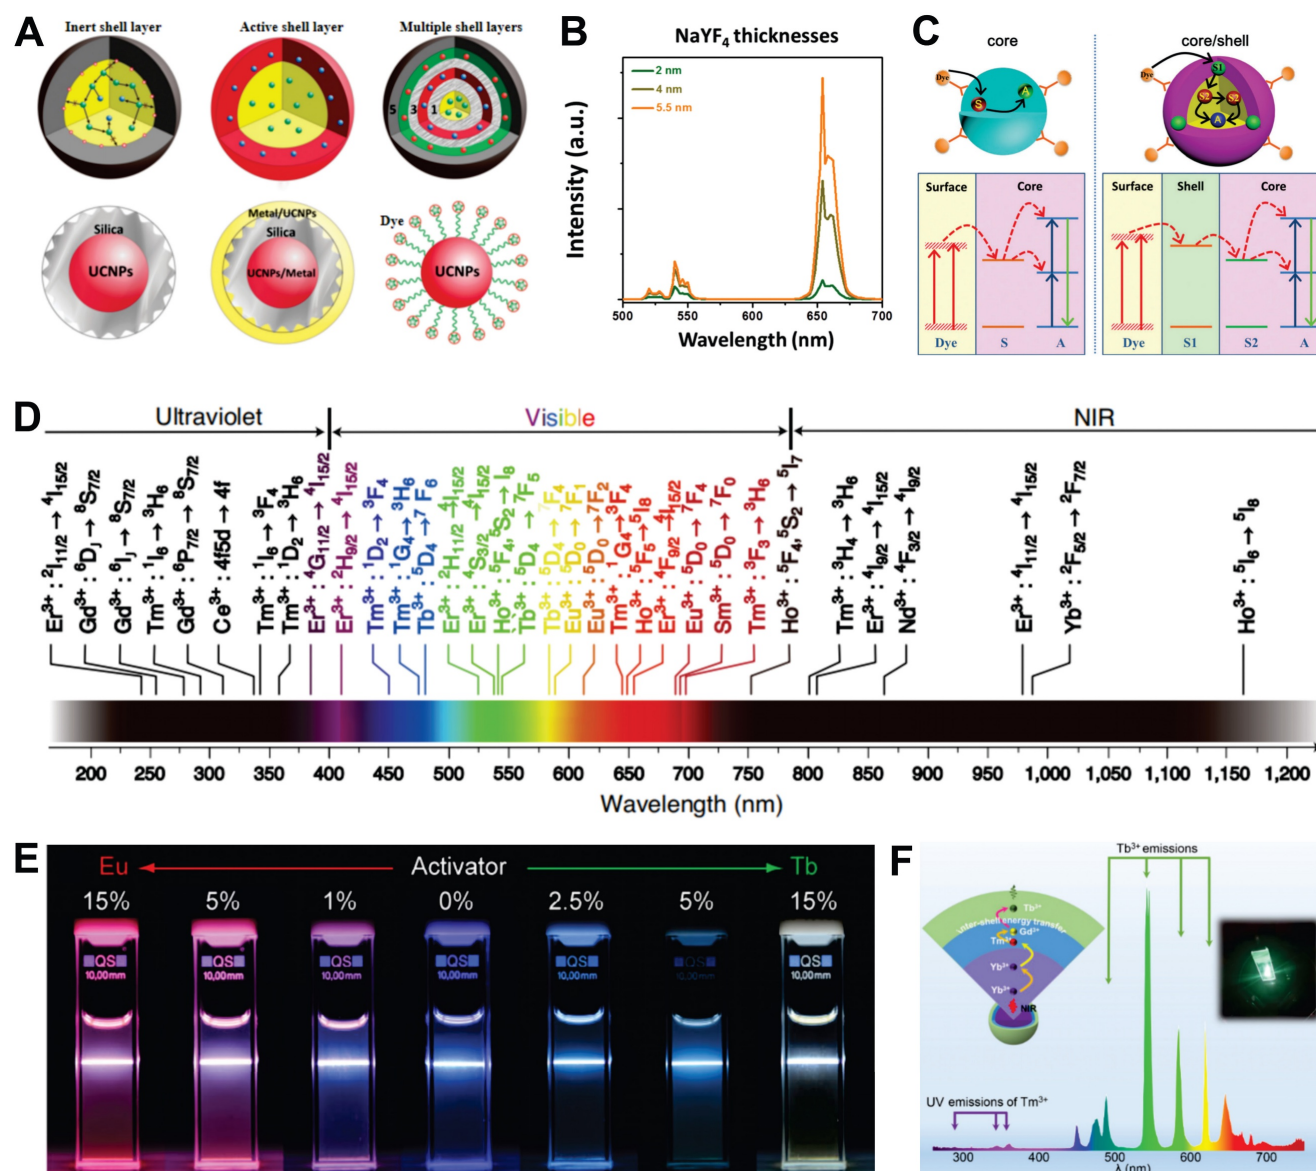 A
Inert shell layer
Active shell layer
Multiple shell layers
5 3 1
Silica
UCNPs
Metal/UCNPs
Silica
UCNPs/Metal
Dye
UCNPs
B
NaYF4 thicknesses
2 nm
4 nm
5.5 nm
Intensity (a.u.)
500 550 600 650 700
Wavelength (nm)
C
core
core/shell
Dye
S
A
Dye
S1
S2
S2
A
Surface
Core
Surface
Shell
Core
Dye
S
A
Dye
S1
S2
A
D
Ultraviolet
Visible
NIR
Er3+ : 2I11/2 → 4I15/2
Gd3+ : 6DJ → 8S7/2
Gd3+ : 6IJ → 8S7/2
Tm3+ : 1I6 → 3H6
Gd3+ : 6P7/2 → 8S7/2
Ce3+ : 4f5d → 4f
Tm3+ : 1I6 → 3F4
Tm3+ : 1D2 → 3H6
Er3+ : 4G11/2 → 4I15/2
Er3+ : 2H9/2 → 4I15/2
Tm3+ : 1D2 → 3F4
Tm3+ : 1G4 → 3H6
Tb3+ : 5D4 → 7F6
Er3+ : 2H11/2 → 4I15/2
Er3+ : 4S3/2 → 4I15/2
Ho3+ : 5F4, 5S2 → I8
Tb3+ : 5D4 → 7F5
Tb3+ : 5D4 → 7F4
Eu3+ : 5D0 → 7F1
Eu3+ : 5D0 → 7F2
Tm3+ : 1G4 → 3F4
Ho3+ : 5F5 → 5I8
Er3+ : 4F9/2 → 4I15/2
Eu3+ : 5D0 → 7F4
Sm3+ : 5D0 → 7F0
Tm3+ : 3F3 → 3H6
Ho3+ : 5F4, 5S2 → 5I7
Tm3+ : 3H4 → 3H6
Er3+ : 4I9/2 → 4I15/2
Nd3+ : 4F3/2 → 4I9/2
Er3+ : 4I11/2 → 4I15/2
Yb3+ : 2F5/2 → 2F7/2
Ho3+ : 5I6 → 5I8
200 250 300 350 400 450 500 550 600 650 700 750 800 850 900 950 1,000 1,050 1,100 1,150 1,200
Wavelength (nm)
E
Eu
Activator
Tb
15% 5% 1% 0% 2.5% 5% 15%
QS QS QS QS QS QS QS
10,00mm 10,00mm 10,00mm 10,00mm 10,00mm 10,00mm 10,00mm
F
Tb3+ emissions
Tb3+
Inter-shell energy transfer
Gd3+
Tm3+
Yb3+
Yb3+
NIR
UV emissions of Tm3+
300 400 500 600 700
λ (nm)